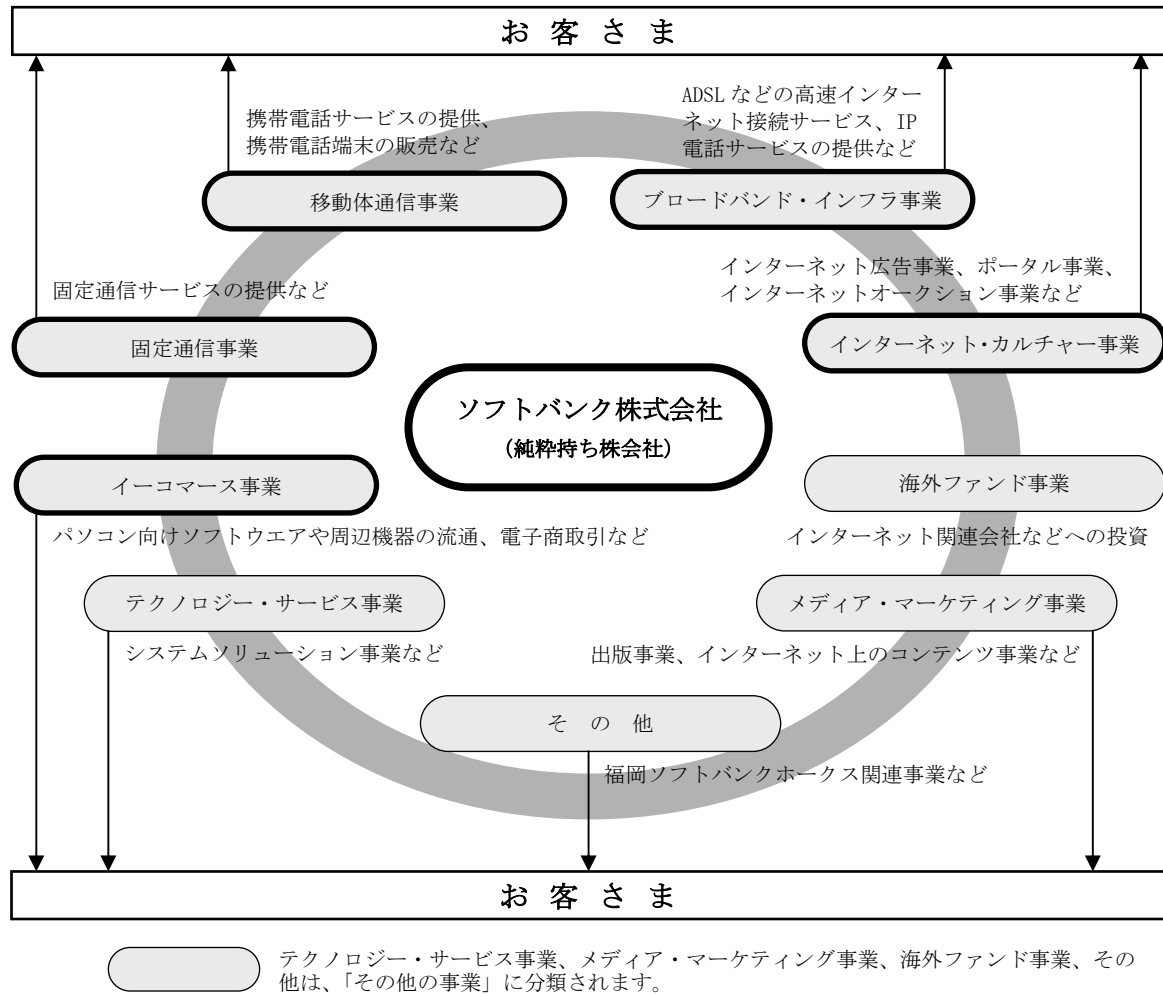 お客さま
携帯電話サービスの提供、
携帯電話端末の販売など
ADSL などの高速インター
ネット接続サービス、IP
電話サービスの提供など
移動体通信事業
ブロードバンド・インフラ事業
固定通信サービスの提供など
インターネット広告事業、ポータル事業、
インターネットオークション事業など
固定通信事業
インターネット・カルチャー事業
ソフトバンク株式会社
(純粋持ち株会社)
イーコマース事業
海外ファンド事業
パソコン向けソフトウエアや周辺機器の流通、電子商取引など
インターネット関連会社などへの投資
テクノロジー・サービス事業
メディア・マーケティング事業
システムソリューション事業など
出版事業、インターネット上のコンテンツ事業など
その他
福岡ソフトバンクホークス関連事業など
お客さま
テクノロジー・サービス事業、メディア・マーケティング事業、海外ファンド事業、その
他は、「その他の事業」に分類されます。